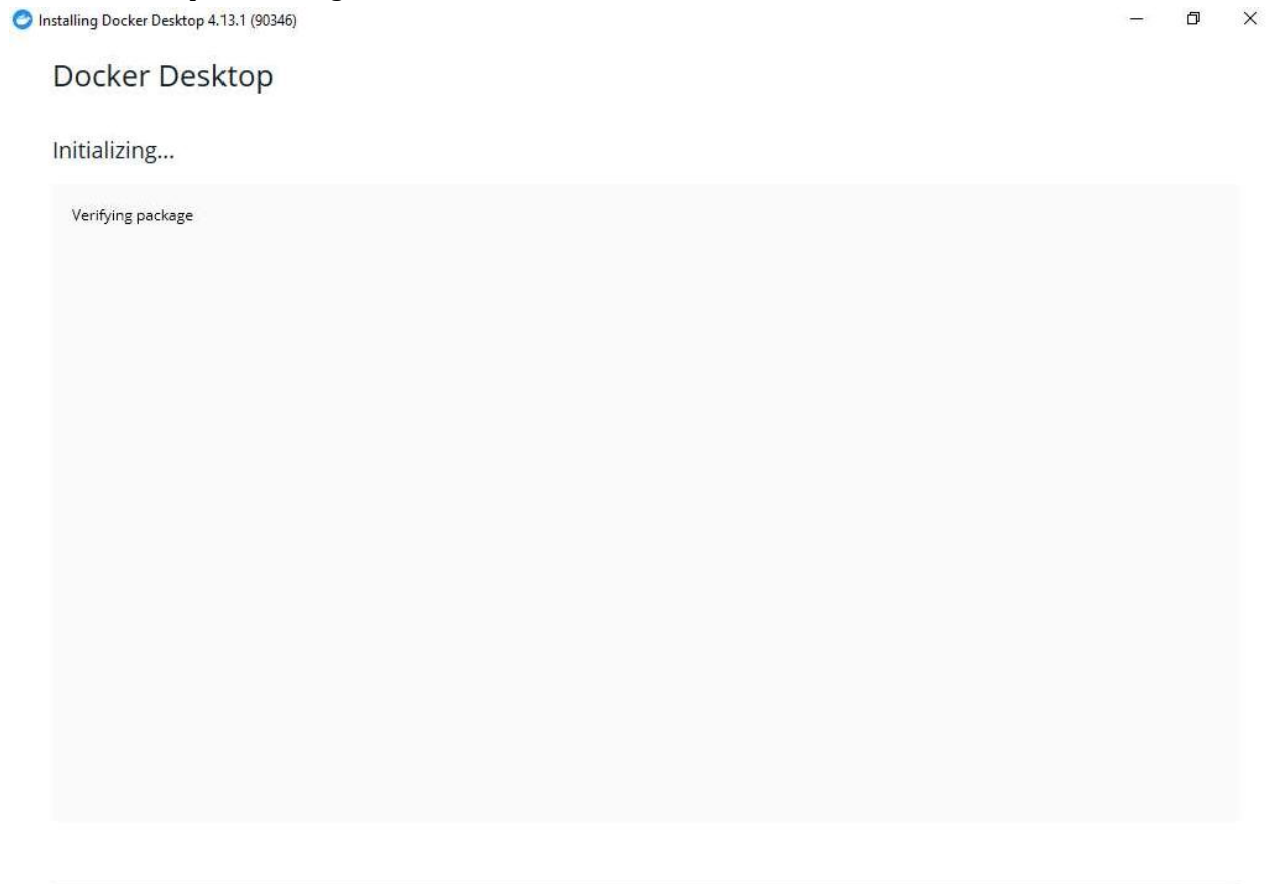 Installing Docker Desktop 4.13.1 (90346)
Docker Desktop
Initializing...
Verifying package